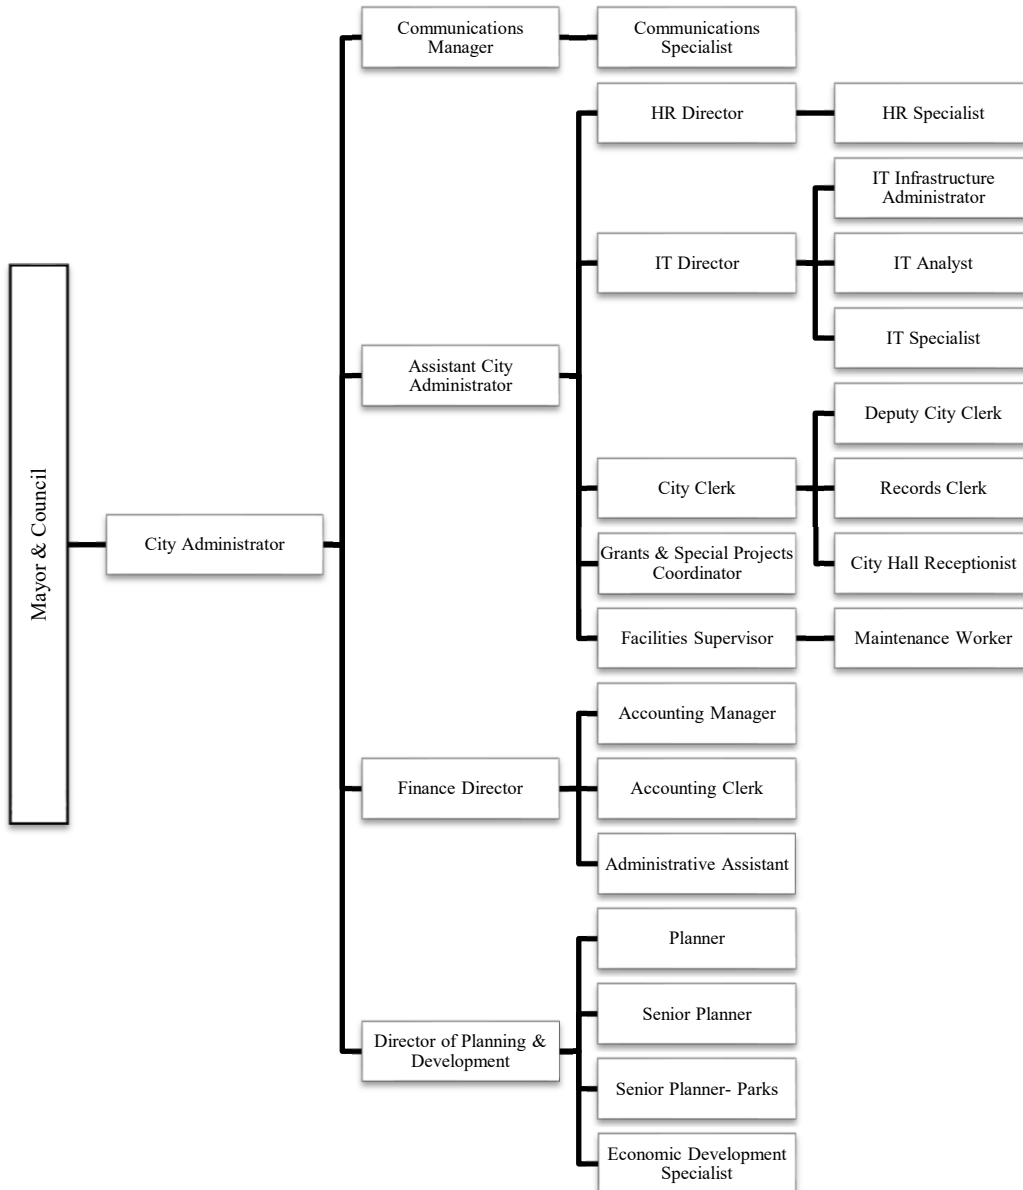 Mayor & Council
City Administrator
Communications
Manager
Communications
Specialist
Assistant City
Administrator
HR Director
HR Specialist
IT Director
IT Infrastructure
Administrator
IT Analyst
IT Specialist
City Clerk
Deputy City Clerk
Records Clerk
City Hall Receptionist
Grants & Special Projects
Coordinator
Facilities Supervisor
Maintenance Worker
Finance Director
Accounting Manager
Accounting Clerk
Administrative Assistant
Director of Planning &
Development
Planner
Senior Planner
Senior Planner- Parks
Economic Development
Specialist